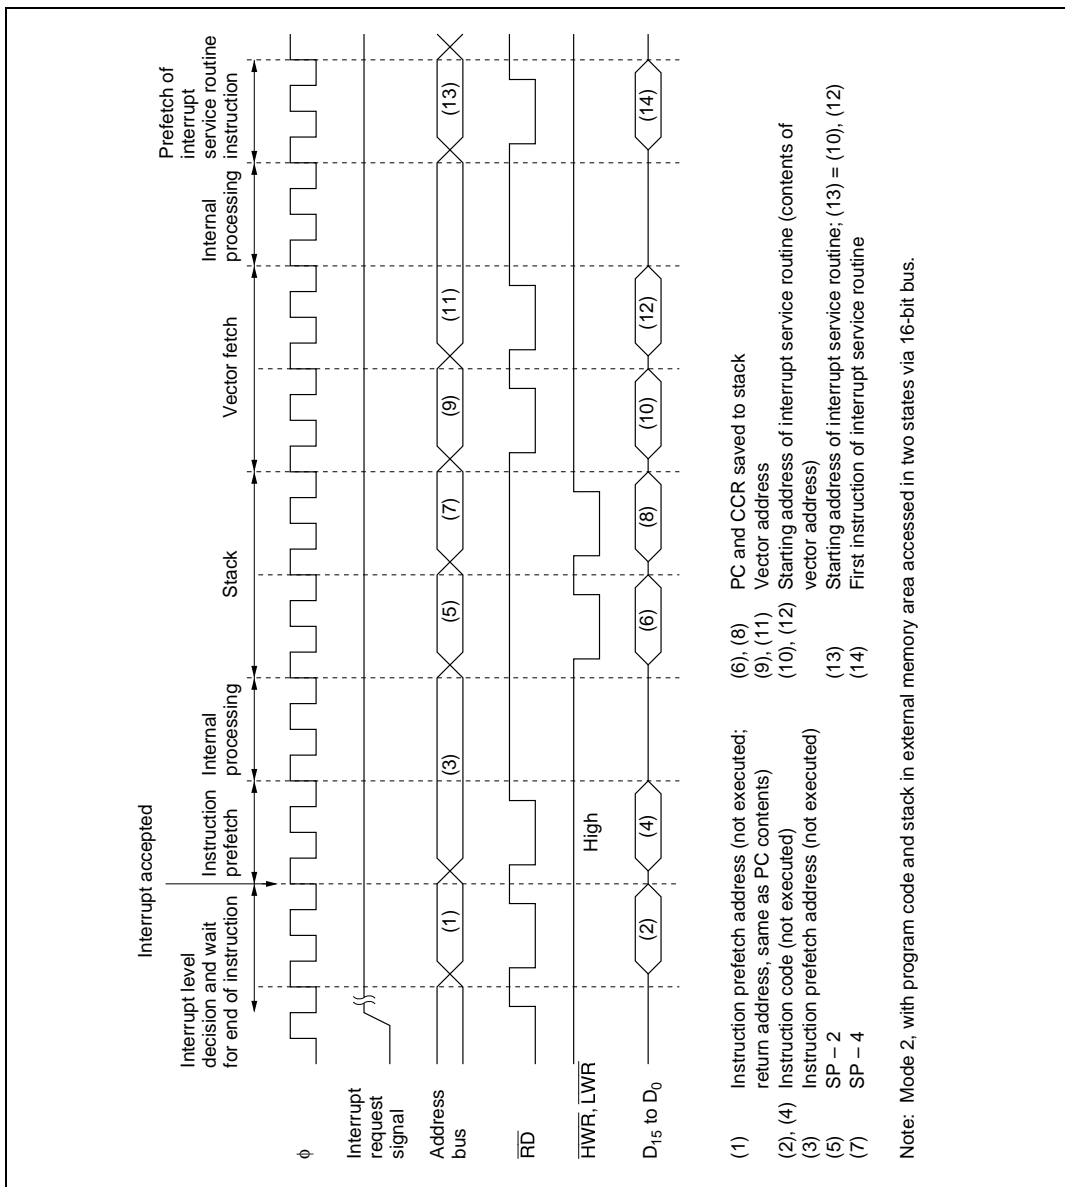 Interrupt accepted
Interrupt level
decision and wait
for end of instruction
Instruction
prefetch
Internal
processing
Stack
Vector fetch
Internal
processing
Prefetch of
interrupt
service routine
instruction
φ
Interrupt
request
signal
Address
bus
(1)
(3)
(5)
(7)
(9)
(11)
(13)
RD
HWR, LWR
High
D15 to D0
(2)
(4)
(6)
(8)
(10)
(12)
(14)
(1) Instruction prefetch address (not executed;
return address, same as PC contents)
(2), (4) Instruction code (not executed)
(3) Instruction prefetch address (not executed)
(5) SP – 2
(7) SP – 4
(6), (8) PC and CCR saved to stack
(9), (11) Vector address
(10), (12) Starting address of interrupt service routine (contents of
vector address)
(13) Starting address of interrupt service routine; (13) = (10), (12)
(14) First instruction of interrupt service routine
Note: Mode 2, with program code and stack in external memory area accessed in two states via 16-bit bus.